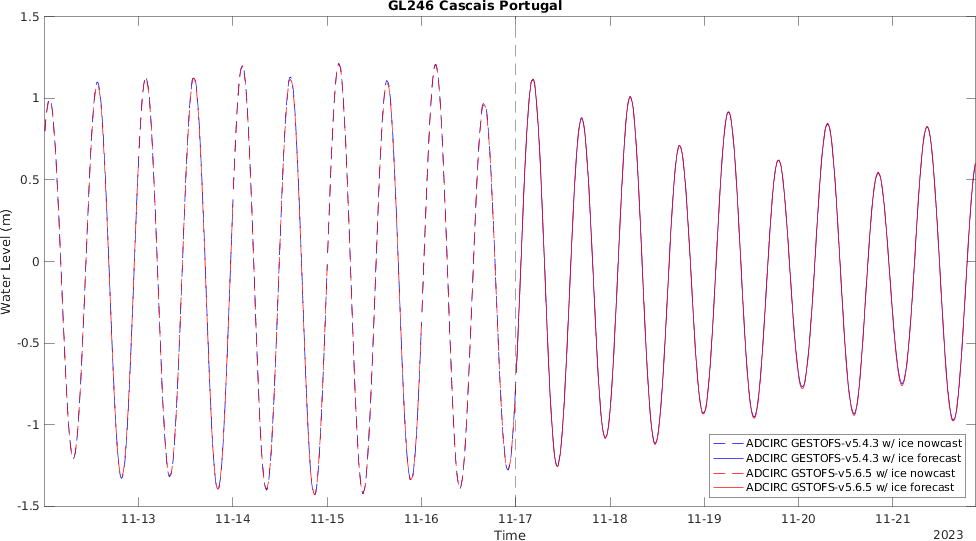 GL246 Cascais Portugal
1.5
1
0.5
0
-0.5
-1
-1.5
Water Level (m)
11-13
11-14
11-15
11-16
11-17
11-18
11-19
11-20
11-21
Time
2023
ADCIRC GESTOFS-v5.4.3 w/ ice nowcast
ADCIRC GESTOFS-v5.4.3 w/ ice forecast
ADCIRC GSTOFS-v5.6.5 w/ ice nowcast
ADCIRC GSTOFS-v5.6.5 w/ ice forecast